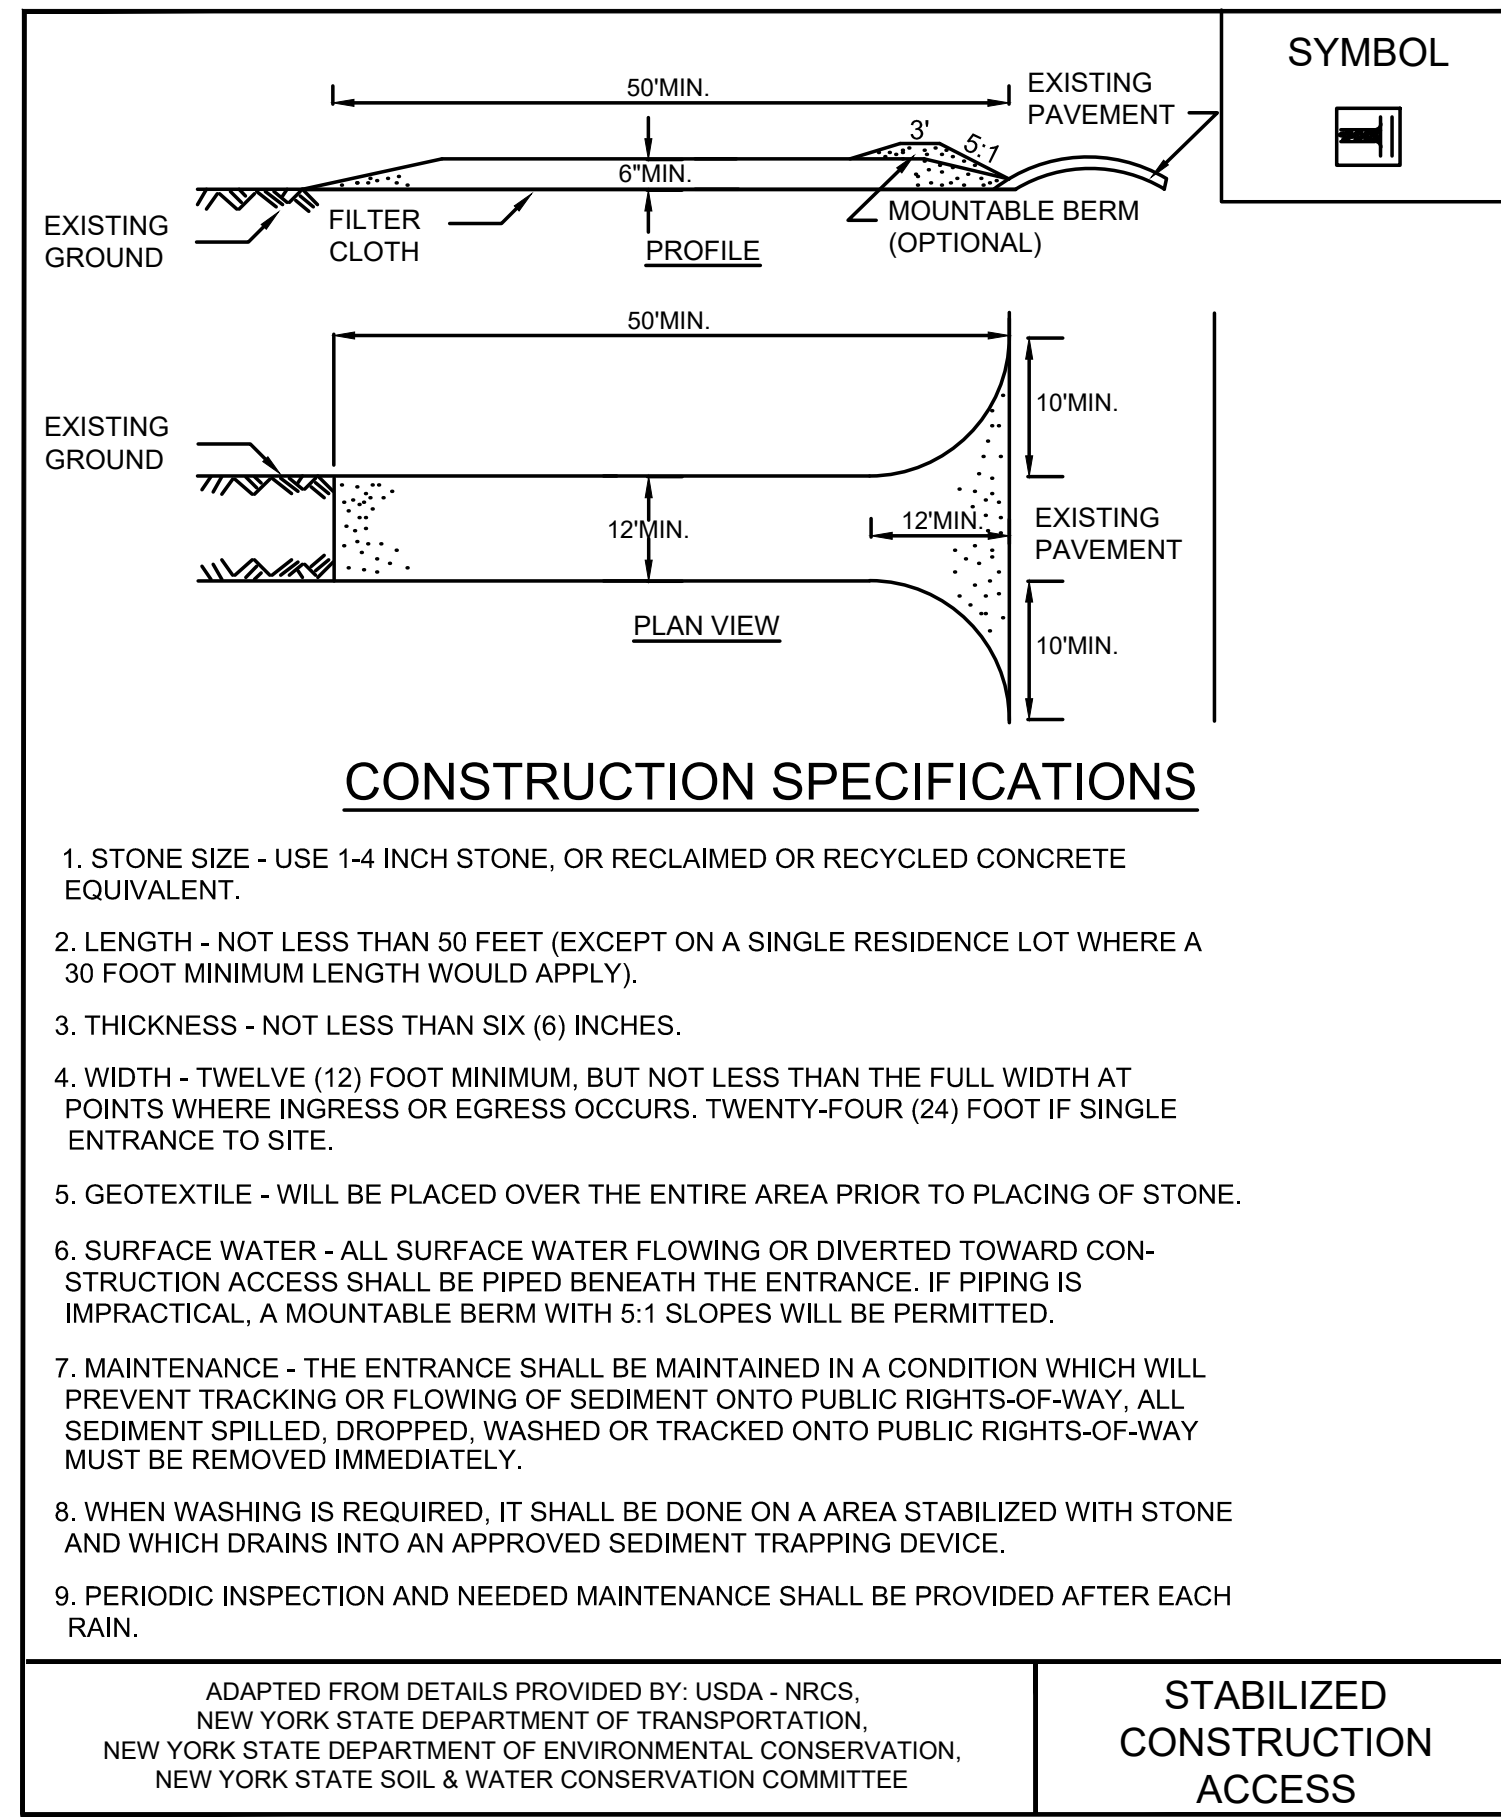 SYMBOL
50'MIN.
EXISTING
PAVEMENT
3'
5:1
6"MIN.
EXISTING
GROUND
FILTER
CLOTH
PROFILE
MOUNTABLE BERM
(OPTIONAL)
50'MIN.
10'MIN.
EXISTING
GROUND
12'MIN.
12'MIN.
EXISTING
PAVEMENT
PLAN VIEW
10'MIN.
CONSTRUCTION SPECIFICATIONS
1. STONE SIZE - USE 1-4 INCH STONE, OR RECLAIMED OR RECYCLED CONCRETE
EQUIVALENT.
2. LENGTH - NOT LESS THAN 50 FEET (EXCEPT ON A SINGLE RESIDENCE LOT WHERE A
30 FOOT MINIMUM LENGTH WOULD APPLY).
3. THICKNESS - NOT LESS THAN SIX (6) INCHES.
4. WIDTH - TWELVE (12) FOOT MINIMUM, BUT NOT LESS THAN THE FULL WIDTH AT
POINTS WHERE INGRESS OR EGRESS OCCURS. TWENTY-FOUR (24) FOOT IF SINGLE
ENTRANCE TO SITE.
5. GEOTEXTILE - WILL BE PLACED OVER THE ENTIRE AREA PRIOR TO PLACING OF STONE.
6. SURFACE WATER - ALL SURFACE WATER FLOWING OR DIVERTED TOWARD CON-
STRUCTION ACCESS SHALL BE PIPED BENEATH THE ENTRANCE. IF PIPING IS
IMPRACTICAL, A MOUNTABLE BERM WITH 5:1 SLOPES WILL BE PERMITTED.
7. MAINTENANCE - THE ENTRANCE SHALL BE MAINTAINED IN A CONDITION WHICH WILL
PREVENT TRACKING OR FLOWING OF SEDIMENT ONTO PUBLIC RIGHTS-OF-WAY, ALL
SEDIMENT SPILLED, DROPPED, WASHED OR TRACKED ONTO PUBLIC RIGHTS-OF-WAY
MUST BE REMOVED IMMEDIATELY.
8. WHEN WASHING IS REQUIRED, IT SHALL BE DONE ON A AREA STABILIZED WITH STONE
AND WHICH DRAINS INTO AN APPROVED SEDIMENT TRAPPING DEVICE.
9. PERIODIC INSPECTION AND NEEDED MAINTENANCE SHALL BE PROVIDED AFTER EACH
RAIN.
ADAPTED FROM DETAILS PROVIDED BY: USDA - NRCS,
NEW YORK STATE DEPARTMENT OF TRANSPORTATION,
NEW YORK STATE DEPARTMENT OF ENVIRONMENTAL CONSERVATION,
NEW YORK STATE SOIL & WATER CONSERVATION COMMITTEE
STABILIZED
CONSTRUCTION
ACCESS